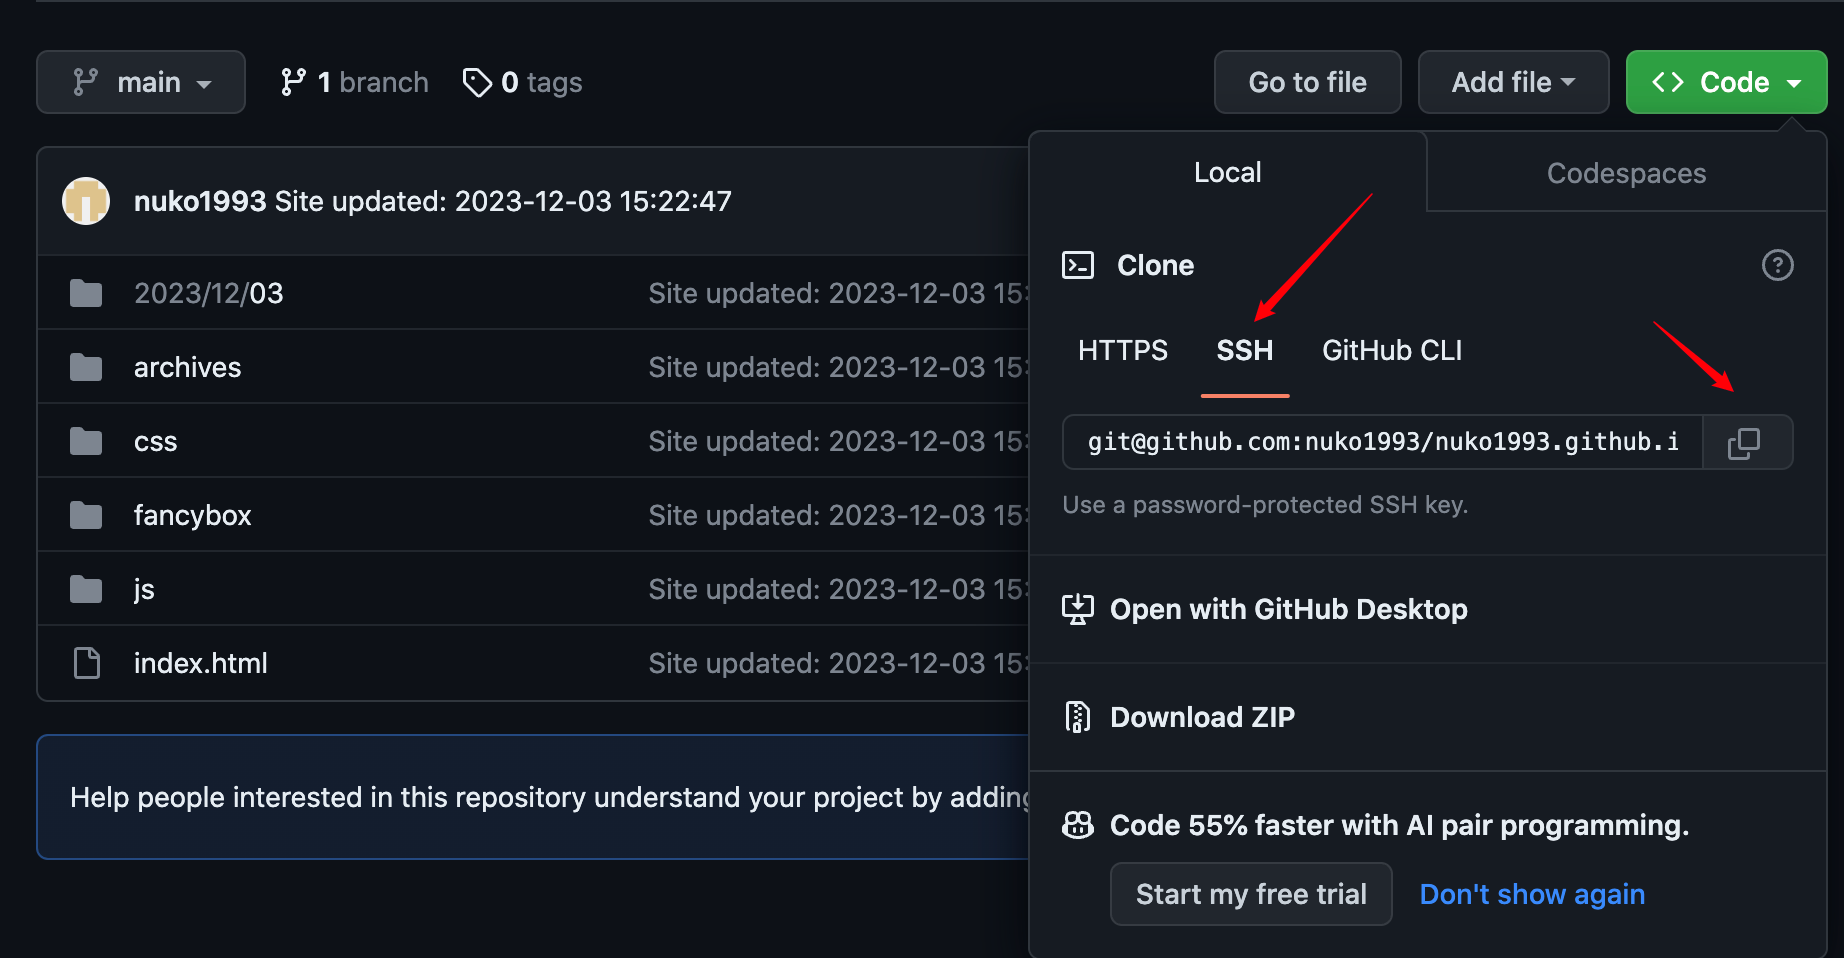 main
1 branch
0 tags
Go to file
Add file
Code
nuko1993 Site updated: 2023-12-03 15:22:47
2023/12/03 Site updated: 2023-12-03 15:
archives Site updated: 2023-12-03 15:
css Site updated: 2023-12-03 15:
fancybox Site updated: 2023-12-03 15:
js Site updated: 2023-12-03 15:
index.html Site updated: 2023-12-03 15:
Help people interested in this repository understand your project by adding
Local
Codespaces
Clone
HTTPS
SSH
GitHub CLI
git@github.com:nuko1993/nuko1993.github.i
Use a password-protected SSH key.
Open with GitHub Desktop
Download ZIP
Code 55% faster with AI pair programming.
Start my free trial
Don't show again